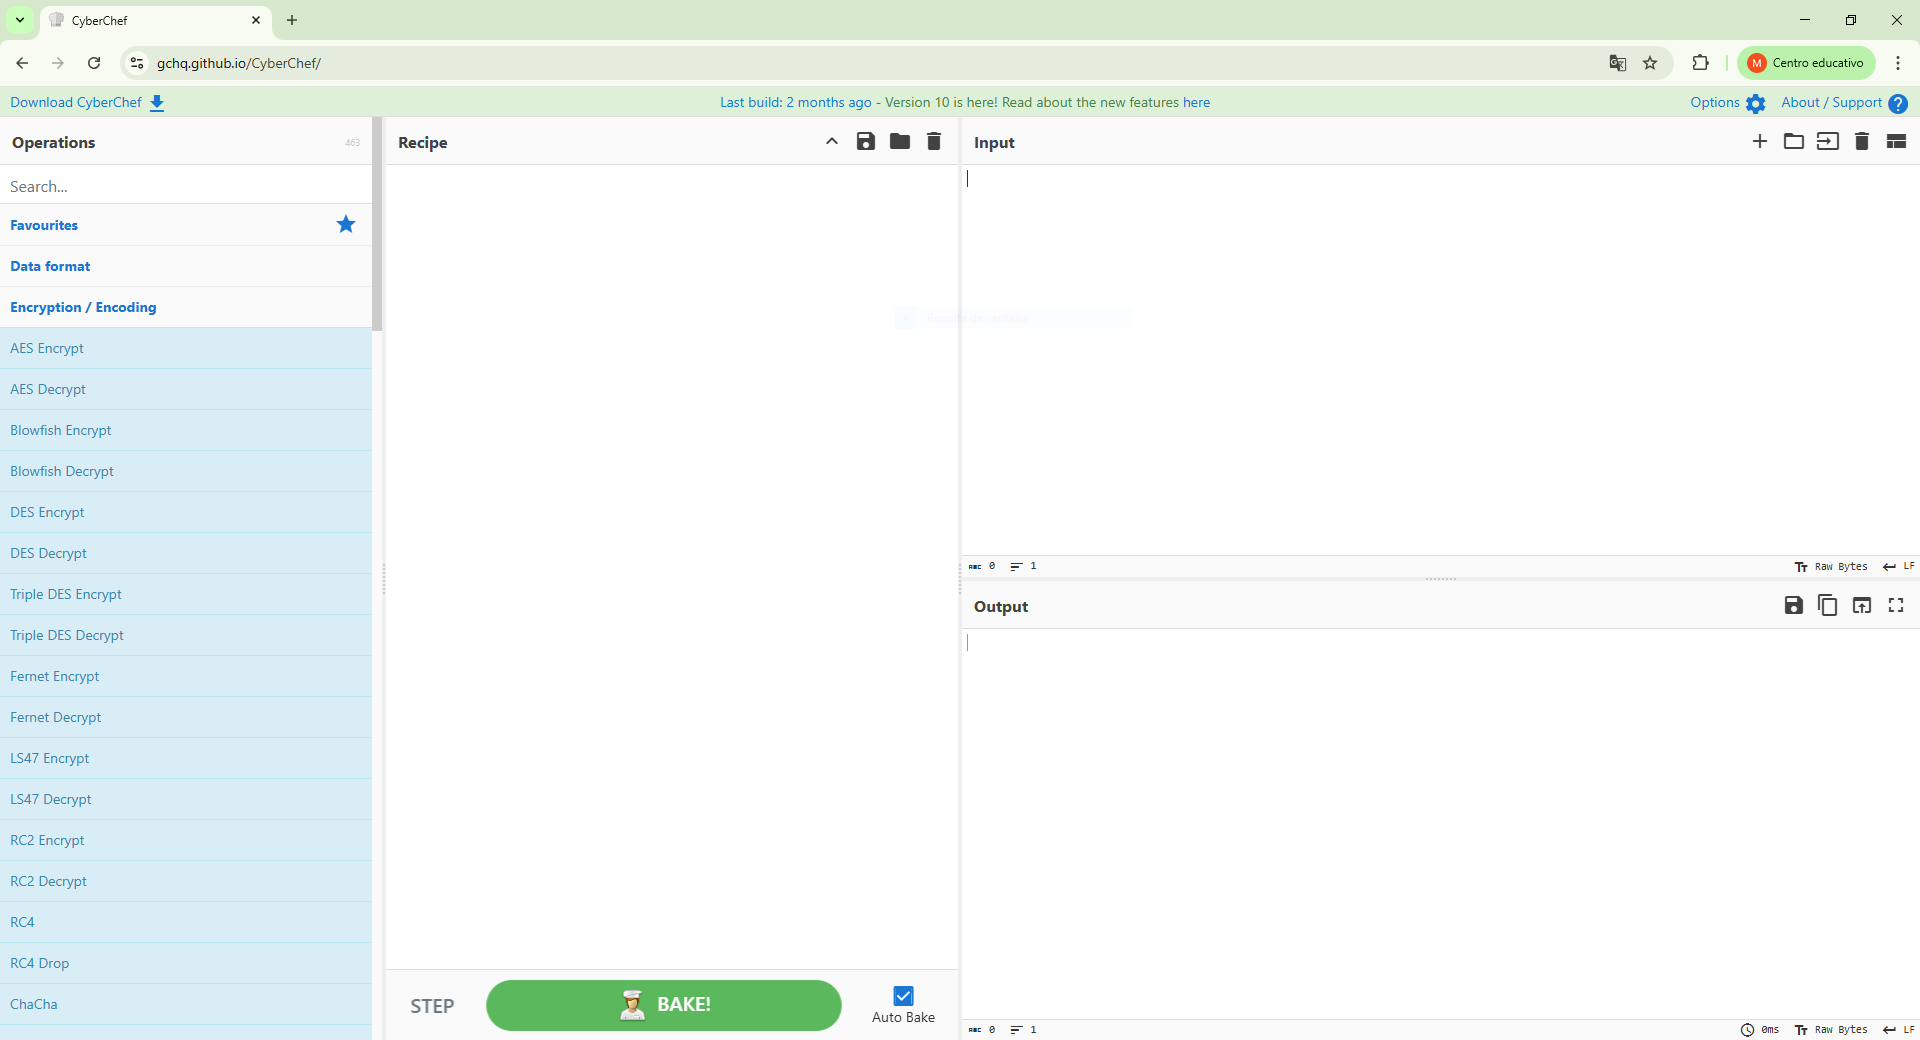 CyberChef
gchq.github.io/CyberChef/
M Centro educativo
Download CyberChef
Last build: 2 months ago - Version 10 is here! Read about the new features here
Options
About / Support
Operations
463
Search...
Favourites
Data format
Encryption / Encoding
AES Encrypt
AES Decrypt
Blowfish Encrypt
Blowfish Decrypt
DES Encrypt
DES Decrypt
Triple DES Encrypt
Triple DES Decrypt
Fernet Encrypt
Fernet Decrypt
LS47 Encrypt
LS47 Decrypt
RC2 Encrypt
RC2 Decrypt
RC4
RC4 Drop
ChaCha
Recipe
STEP
BAKE!
Auto Bake
Input
ABC 0
1
Tт Raw Bytes
LF
Output
ABC 0
1
0ms
Tт Raw Bytes
LF